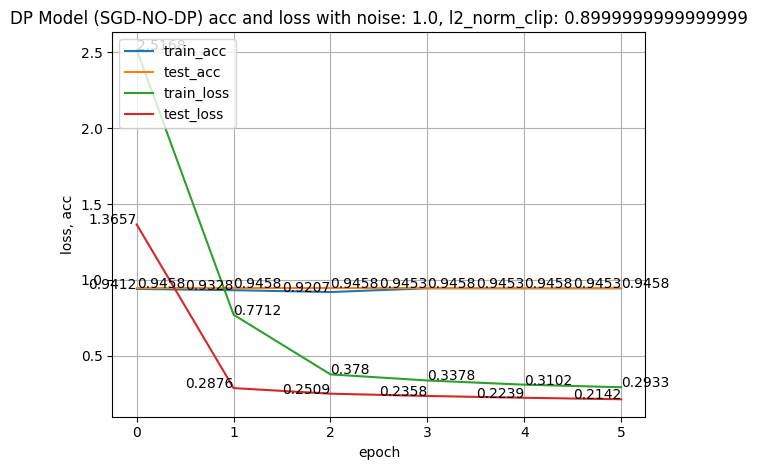 DP Model (SGD-NO-DP) acc and loss with noise: 1.0, l2_norm_clip: 0.8999999999999999
2.5168
train_acc
test_acc
train_loss
test_loss
2.5
2.0
1.5
1.0
0.5
loss, acc
1.3657
0.9412 0.9458 0.9328 0.9458 0.9207 0.9458 0.9453 0.9458 0.9453 0.9458 0.9453 0.9458
0.7712
0.378 0.3378 0.3102 0.2933
0.2876 0.2509 0.2358 0.2239 0.2142
0 1 2 3 4 5
epoch